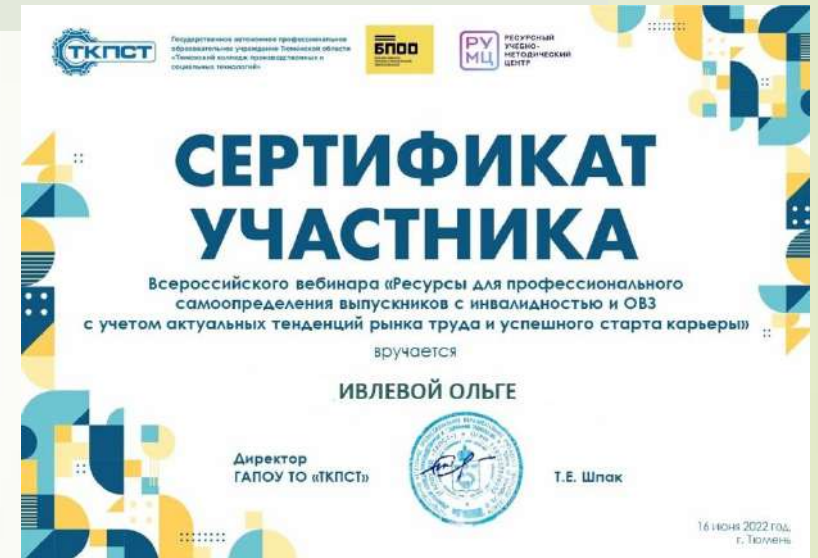 ТКПСТ
Государственное автономное профессиональное
образовательное учреждение Тюменской области
«Тюменский колледж производственных и
социальных технологий»
БПОО
РУ
МЦ
РЕСУРСНЫЙ
УЧЕБНО-
МЕТОДИЧЕСКИЙ
ЦЕНТР
СЕРТИФИКАТ
УЧАСТНИКА
Всероссийского вебинара «Ресурсы для профессионального
самоопределения выпускников с инвалидностью и ОВЗ
с учетом актуальных тенденций рынка труда и успешного старта карьеры»
вручается
ИВЛЕВОЙ ОЛЬГЕ
Директор
ГАПОУ ТО «ТКПСТ»
Т.Е. Шпак
16 июня 2022 год,
г. Тюмень